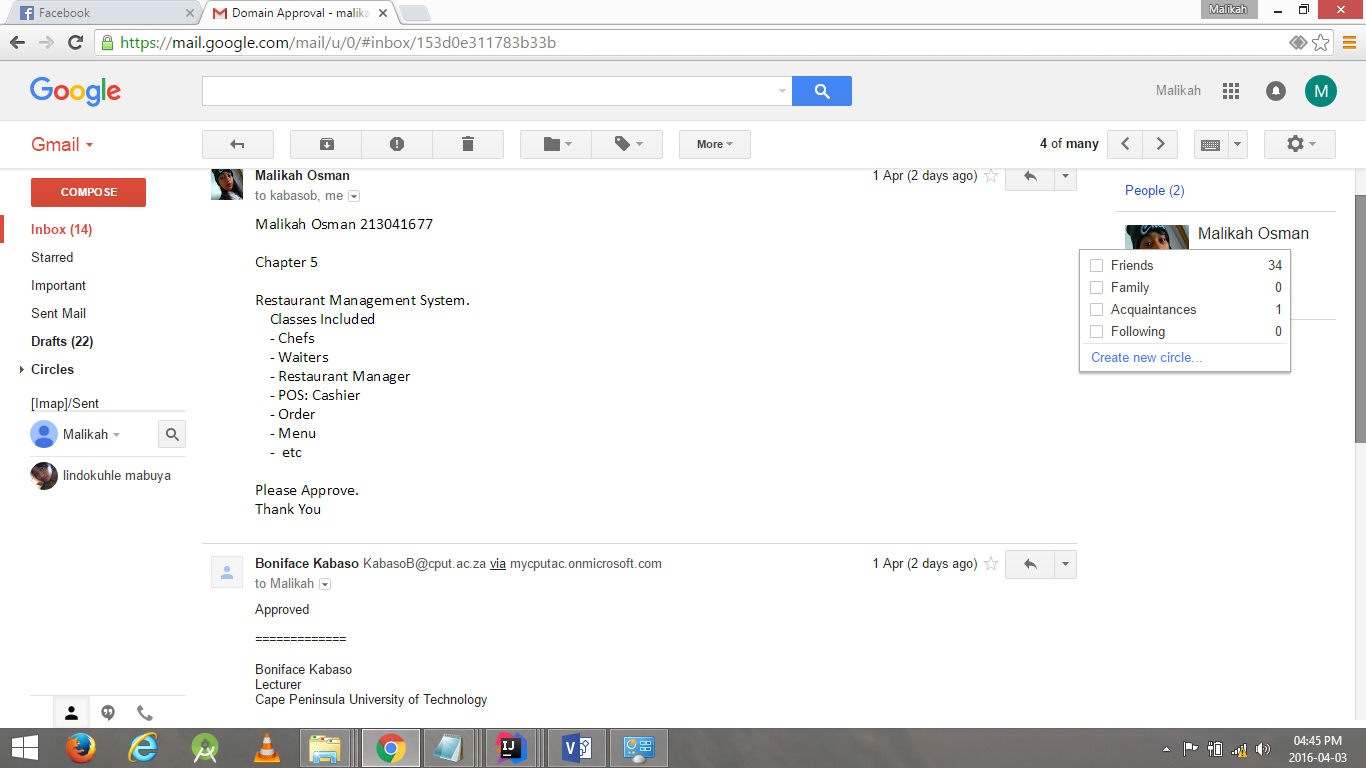 Facebook
Domain Approval - malika
Malikah
https://mail.google.com/mail/u/0/#inbox/153d0e311783b33b
Google
Malikah
M
Gmail
More
4 of many
COMPOSE
Inbox (14)
Starred
Important
Sent Mail
Drafts (22)
Circles
[Imap]/Sent
Malikah
lindokuhle mabuya
Malikah Osman
1 Apr (2 days ago)
to kabasob, me
Malikah Osman 213041677
Chapter 5
Restaurant Management System.
Classes Included
- Chefs
- Waiters
- Restaurant Manager
- POS: Cashier
- Order
- Menu
- etc
Please Approve.
Thank You
Boniface Kabaso KabasoB@cput.ac.za via mycputac.onmicrosoft.com
1 Apr (2 days ago)
to Malikah
Approved
=============
Boniface Kabaso
Lecturer
Cape Peninsula University of Technology
People (2)
Malikah Osman
Friends 34
Family 0
Acquaintances 1
Following 0
Create new circle...
04:45 PM
2016-04-03